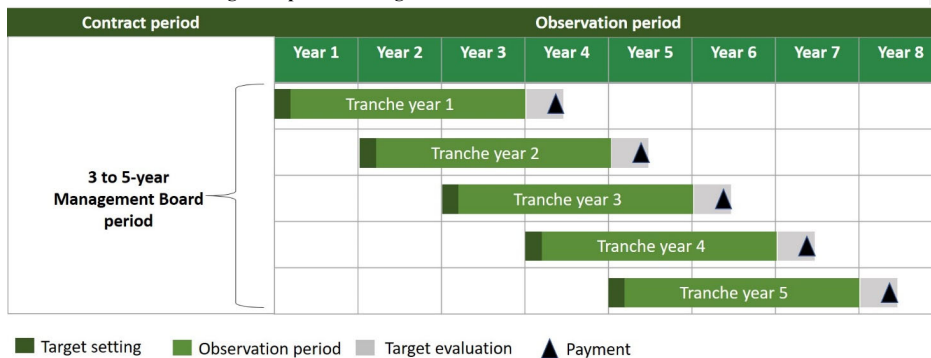 Contract period
Observation period
Year 1
Year 2
Year 3
Year 4
Year 5
Year 6
Year 7
Year 8
3 to 5-year
Management Board
period
Tranche year 1
Tranche year 2
Tranche year 3
Tranche year 4
Tranche year 5
Target setting
Observation period
Target evaluation
Payment